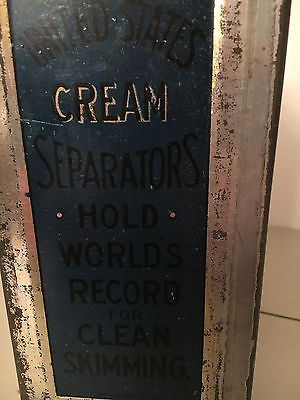 UNITED STATES
CREAM
SEPARATORS
· HOLD ·
WORLD'S
RECORD
FOR
CLEAN
SKIMMING.